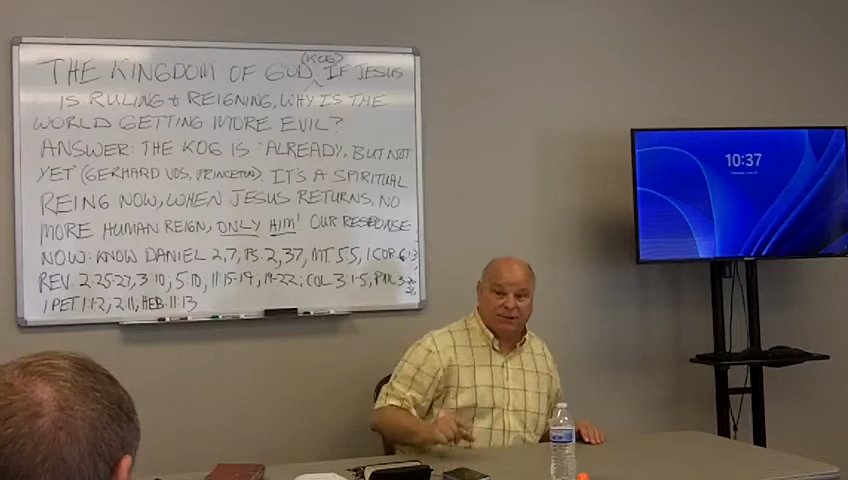 (KOG)
THE KINGDOM OF GOD. IF JESUS
IS RULING + REIGNING, WHY IS THE
WORLD GETTING MORE EVIL?
ANSWER: THE KOG IS "ALREADY, BUT NOT
YET" (GERHARD VOS, PRINCETON). IT'S A SPIRITUAL
REING NOW, WHEN JESUS RETURNS, NO
MORE HUMAN REIGN, ONLY HIM! OUR RESPONSE
NOW: KNOW DANIEL 2,7, PS. 2,37, MT. 5:5, 1 COR. 6:1-3,
REV. 2:25-27, 3:10; 5:10; 11:15-19, 19-22; COL 3:1-5, PHIL 3:20
21,
1 PET 1:1-2, 2:11, HEB. 11:13
10:37